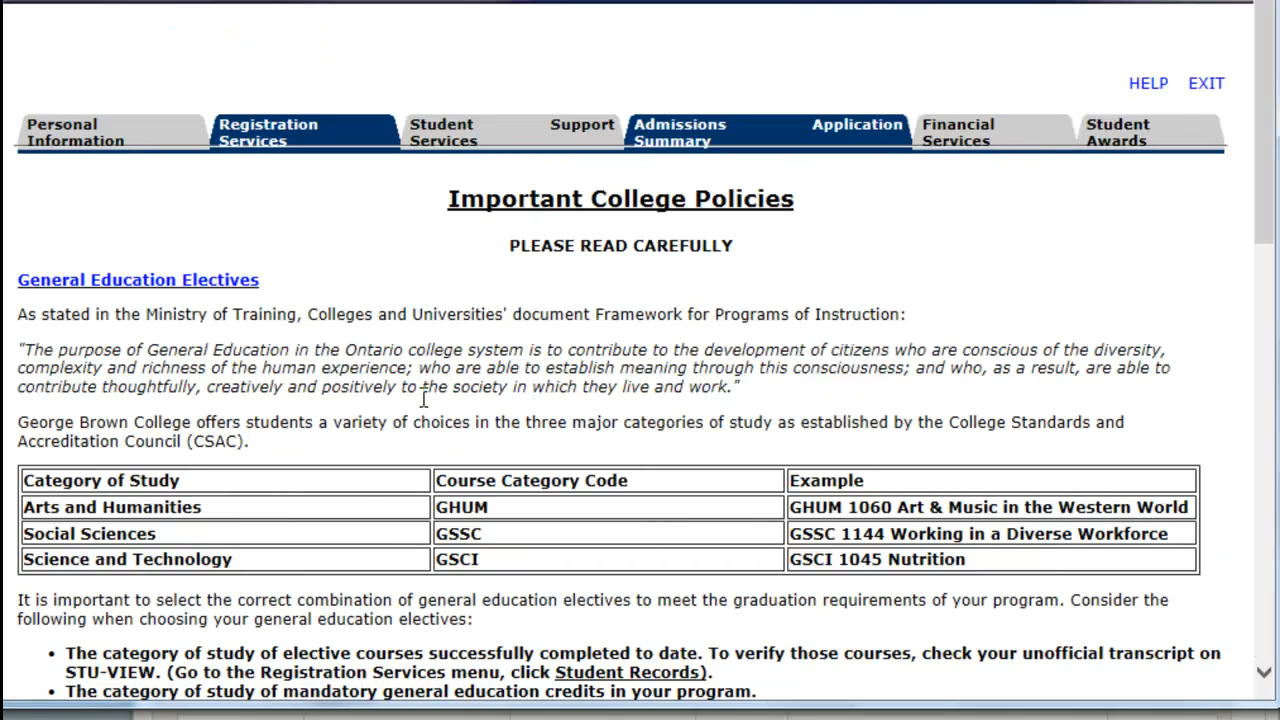 HELP EXIT
Personal Information
Registration Services
Student Support Services
Admissions Application Summary
Financial Services
Student Awards
Important College Policies
PLEASE READ CAREFULLY
General Education Electives
As stated in the Ministry of Training, Colleges and Universities' document Framework for Programs of Instruction:
"The purpose of General Education in the Ontario college system is to contribute to the development of citizens who are conscious of the diversity,
complexity and richness of the human experience; who are able to establish meaning through this consciousness; and who, as a result, are able to
contribute thoughtfully, creatively and positively to the society in which they live and work."
George Brown College offers students a variety of choices in the three major categories of study as established by the College Standards and
Accreditation Council (CSAC).
Category of Study Course Category Code Example
Arts and Humanities GHUM GHUM 1060 Art & Music in the Western World
Social Sciences GSSC GSSC 1144 Working in a Diverse Workforce
Science and Technology GSCI GSCI 1045 Nutrition
It is important to select the correct combination of general education electives to meet the graduation requirements of your program. Consider the
following when choosing your general education electives:
• The category of study of elective courses successfully completed to date. To verify those courses, check your unofficial transcript on
STU-VIEW. (Go to the Registration Services menu, click Student Records).
• The category of study of mandatory general education credits in your program.